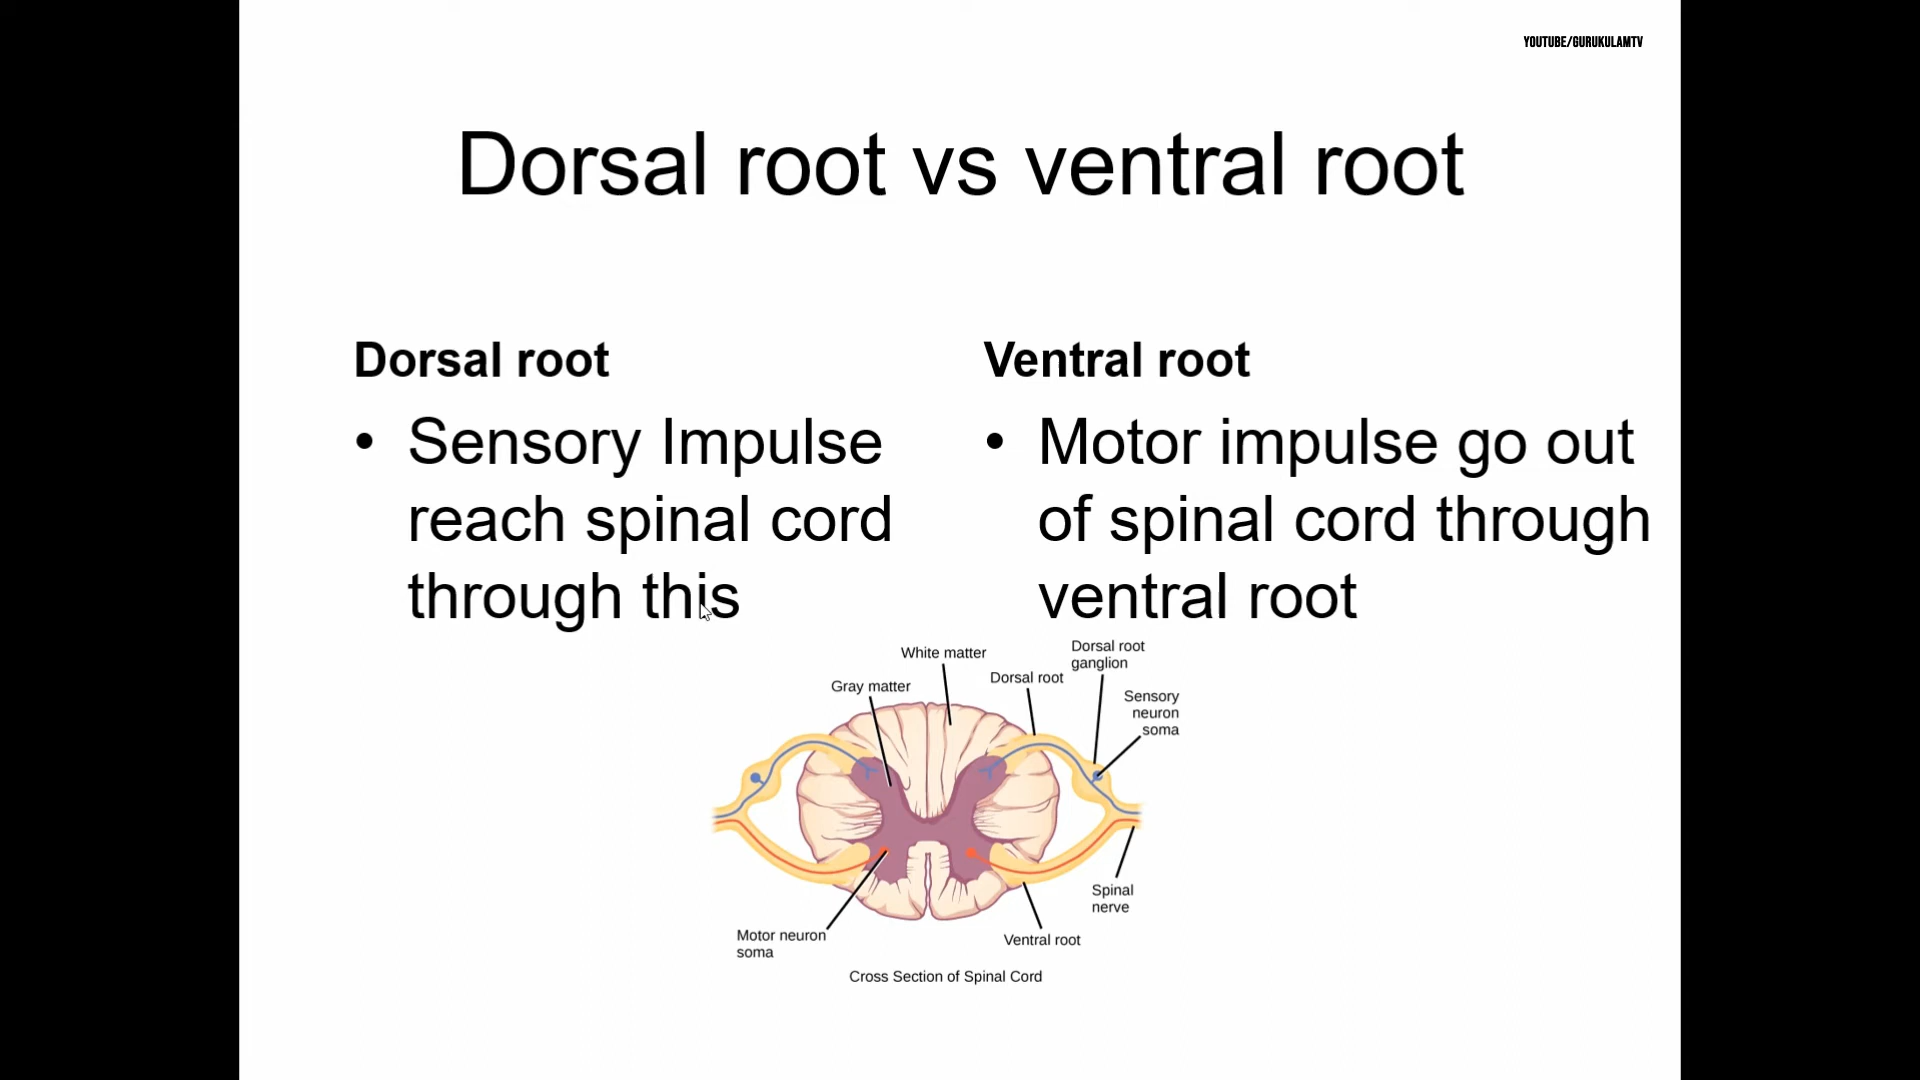 YOUTUBE/GURUKULAMTV
Dorsal root vs ventral root
Dorsal root
• Sensory Impulse
reach spinal cord
through this
Ventral root
• Motor impulse go out
of spinal cord through
ventral root
White matter
Gray matter
Dorsal root
Dorsal root
ganglion
Sensory
neuron
soma
Spinal
nerve
Ventral root
Motor neuron
soma
Cross Section of Spinal Cord